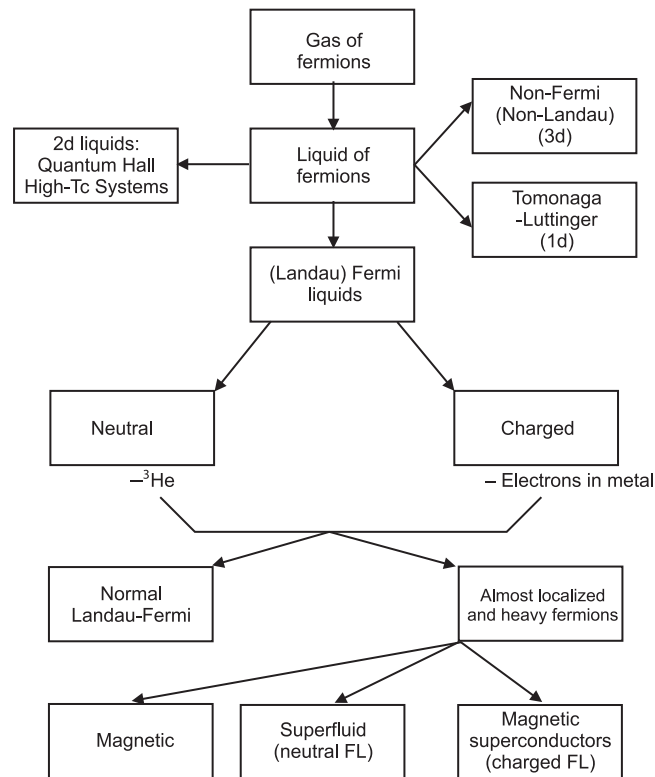 Gas of
fermions
Non-Fermi
(Non-Landau)
(3d)
2d liquids:
Quantum Hall
High-Tc Systems
Liquid of
fermions
Tomonaga
-Luttinger
(1d)
(Landau) Fermi
liquids
Neutral
Charged
–³He
– Electrons in metal
Normal
Landau-Fermi
Almost localized
and heavy fermions
Magnetic
Superfluid
(neutral FL)
Magnetic
superconductors
(charged FL)